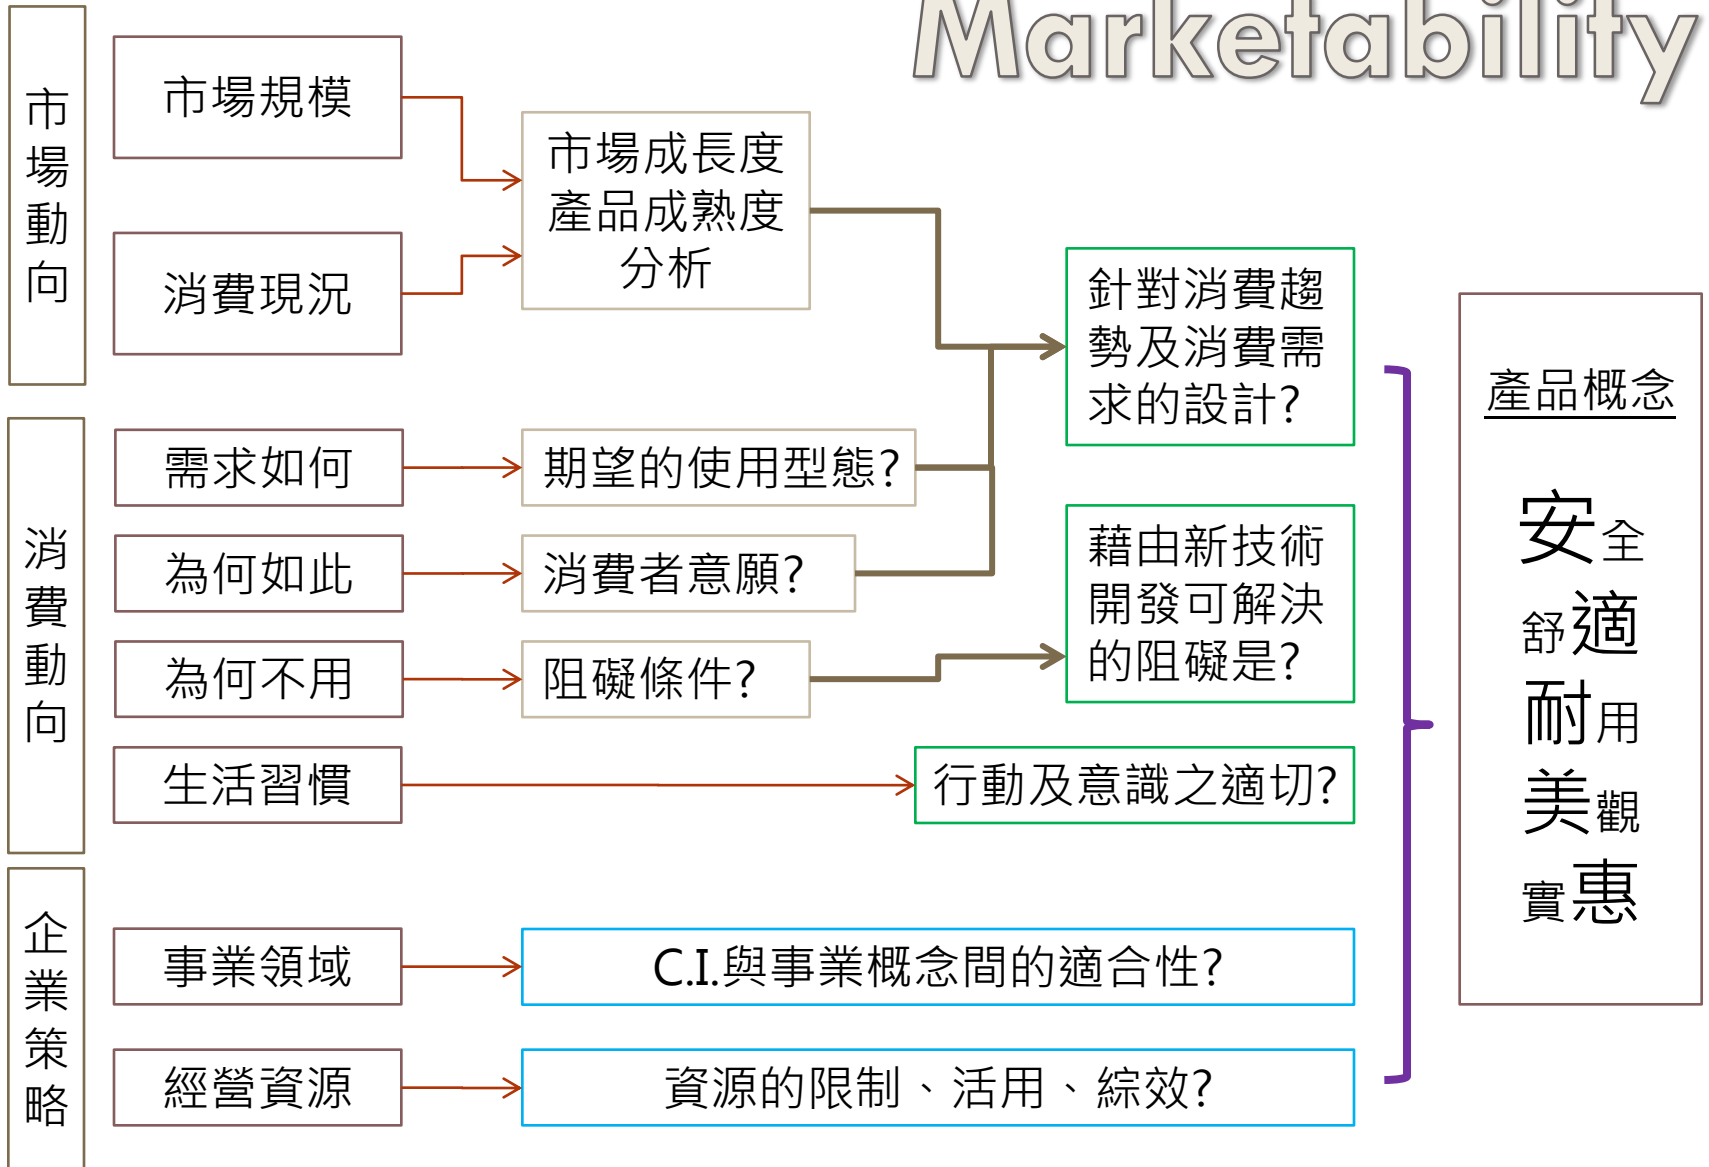 Marketability
市場動向
市場規模
消費現況
市場成長度
產品成熟度
分析
針對消費趨
勢及消費需
求的設計?
消費動向
需求如何
期望的使用型態?
為何如此
消費者意願?
為何不用
阻礙條件?
藉由新技術
開發可解決
的阻礙是?
生活習慣
行動及意識之適切?
企業策略
事業領域
C.I.與事業概念間的適合性?
經營資源
資源的限制、活用、綜效?
產品概念
安全
舒適
耐用
美觀
實惠